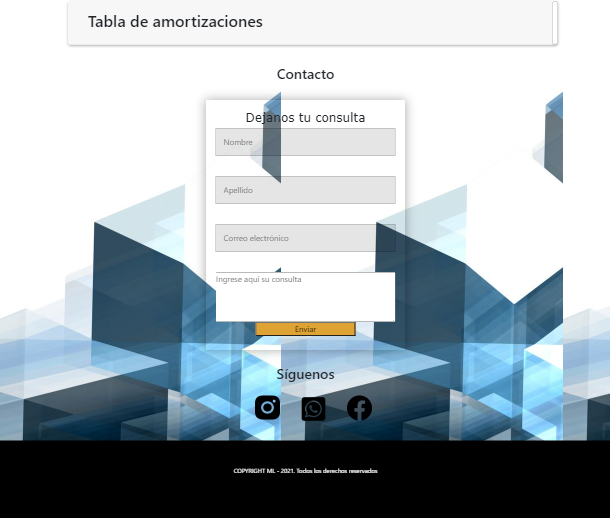 Tabla de amortizaciones
Contacto
Dejanos tu consulta
Nombre
Apellido
Correo electrónico
Ingrese aquí su consulta
Enviar
Síguenos
COPYRIGHT ML - 2021. Todos los derechos reservados